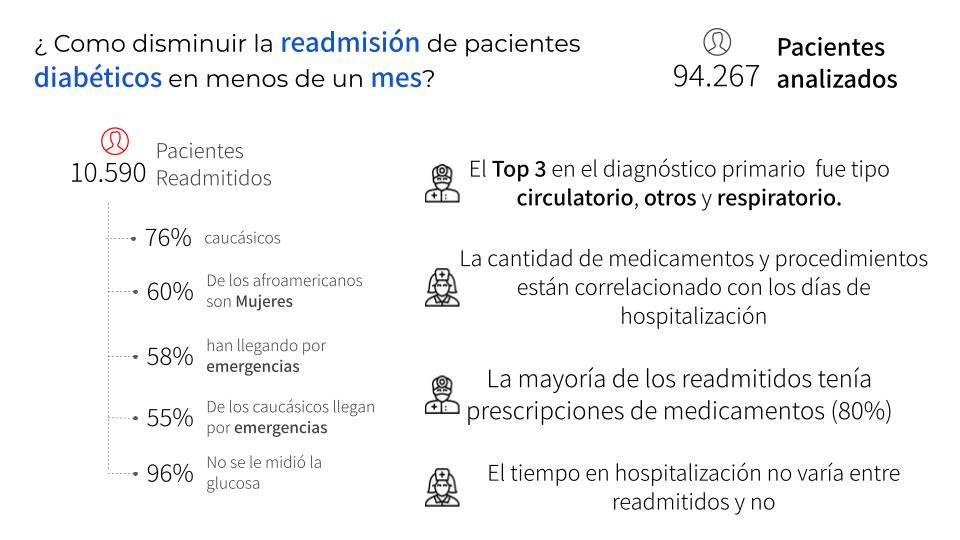 ¿ Como disminuir la readmisión de pacientes
diabéticos en menos de un mes?
94.267
Pacientes
analizados
10.590
Pacientes
Readmitidos
76% caucásicos
60% De los afroamericanos
son Mujeres
58% han llegando por
emergencias
55% De los caucásicos llegan
por emergencias
96% No se le midió la
glucosa
El Top 3 en el diagnóstico primario fue tipo
circulatorio, otros y respiratorio.
La cantidad de medicamentos y procedimientos
están correlacionado con los días de
hospitalización
La mayoría de los readmitidos tenía
prescripciones de medicamentos (80%)
El tiempo en hospitalización no varía entre
readmitidos y no